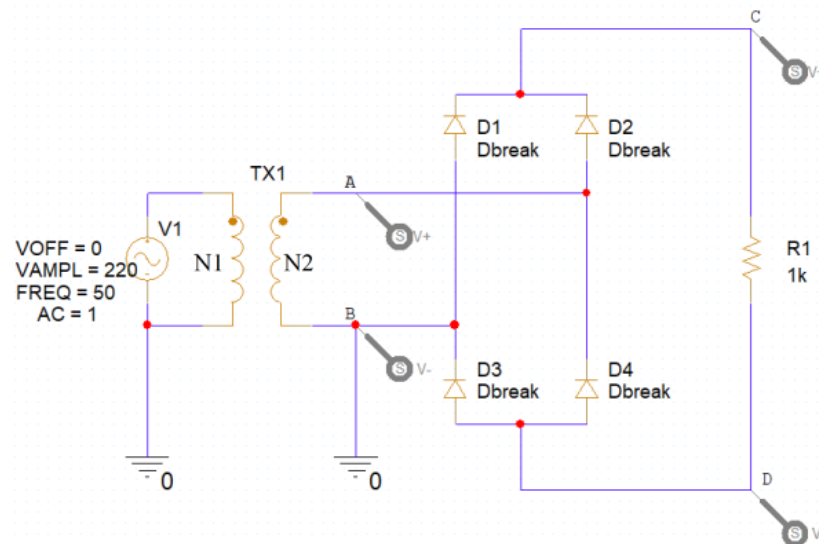 C
V-
D1
Dbreak
D2
Dbreak
TX1
A
V+
V1
N1
N2
VOFF = 0
VAMPL = 220
FREQ = 50
AC = 1
R1
1k
B
V-
D3
Dbreak
D4
Dbreak
0
0
D
V